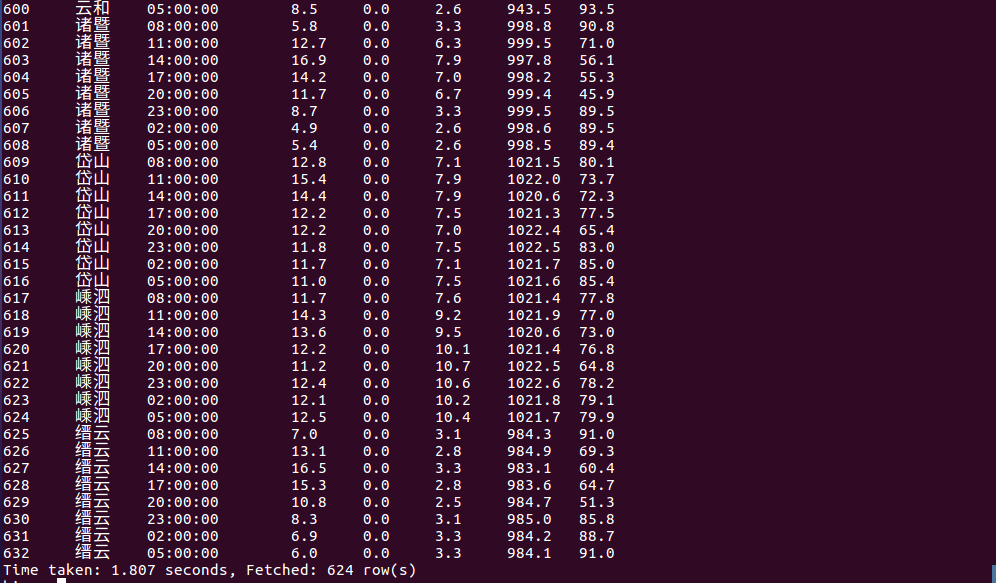 600 云和 05:00:00 8.5 0.0 2.6 943.5 93.5
601 诸暨 08:00:00 5.8 0.0 3.3 998.8 90.8
602 诸暨 11:00:00 12.7 0.0 6.3 999.5 71.0
603 诸暨 14:00:00 16.9 0.0 7.9 997.8 56.1
604 诸暨 17:00:00 14.2 0.0 7.0 998.2 55.3
605 诸暨 20:00:00 11.7 0.0 6.7 999.4 45.9
606 诸暨 23:00:00 8.7 0.0 3.3 999.5 89.5
607 诸暨 02:00:00 4.9 0.0 2.6 998.6 89.5
608 诸暨 05:00:00 5.4 0.0 2.6 998.5 89.4
609 岱山 08:00:00 12.8 0.0 7.1 1021.5 80.1
610 岱山 11:00:00 15.4 0.0 7.9 1022.0 73.7
611 岱山 14:00:00 14.4 0.0 7.9 1020.6 72.3
612 岱山 17:00:00 12.2 0.0 7.5 1021.3 77.5
613 岱山 20:00:00 12.2 0.0 7.0 1022.4 65.4
614 岱山 23:00:00 11.8 0.0 7.5 1022.5 83.0
615 岱山 02:00:00 11.7 0.0 7.1 1021.7 85.0
616 岱山 05:00:00 11.0 0.0 7.5 1021.6 85.4
617 嵊泗 08:00:00 11.7 0.0 7.6 1021.4 77.8
618 嵊泗 11:00:00 14.3 0.0 9.2 1021.9 77.0
619 嵊泗 14:00:00 13.6 0.0 9.5 1020.6 73.0
620 嵊泗 17:00:00 12.2 0.0 10.1 1021.4 76.8
621 嵊泗 20:00:00 11.2 0.0 10.7 1022.5 64.8
622 嵊泗 23:00:00 12.4 0.0 10.6 1022.6 78.2
623 嵊泗 02:00:00 12.1 0.0 10.2 1021.8 79.1
624 嵊泗 05:00:00 12.5 0.0 10.4 1021.7 79.9
625 缙云 08:00:00 7.0 0.0 3.1 984.3 91.0
626 缙云 11:00:00 13.1 0.0 2.8 984.9 69.3
627 缙云 14:00:00 16.5 0.0 3.3 983.1 60.4
628 缙云 17:00:00 15.3 0.0 2.8 983.6 64.7
629 缙云 20:00:00 10.8 0.0 2.5 984.7 51.3
630 缙云 23:00:00 8.3 0.0 3.1 985.0 85.8
631 缙云 02:00:00 6.9 0.0 3.3 984.2 88.7
632 缙云 05:00:00 6.0 0.0 3.3 984.1 91.0
Time taken: 1.807 seconds, Fetched: 624 row(s)